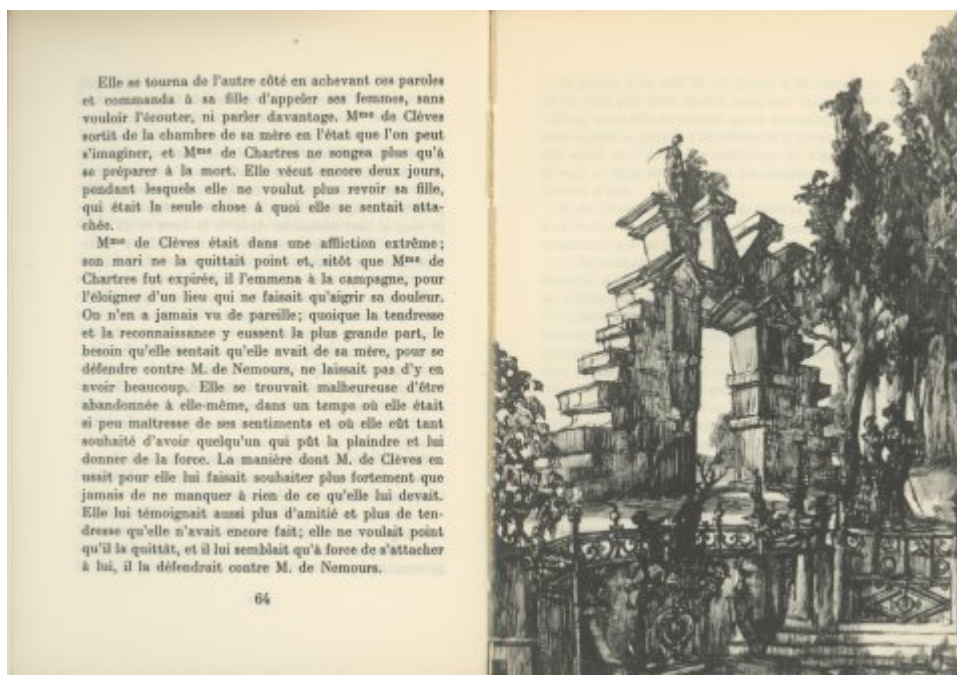 Elle se tourna de l'autre côté en achevant ces paroles
et commanda à sa fille d'appeler ses femmes, sans
vouloir l'écouter, ni parler davantage. Mme de Clèves
sortit de la chambre de sa mère en l'état que l'on peut
s'imaginer, et Mme de Chartres ne songea plus qu'à
se préparer à la mort. Elle vécut encore deux jours,
pendant lesquels elle ne voulut plus revoir sa fille,
qui était la seule chose à quoi elle se sentait atta-
chée.
Mme de Clèves était dans une affliction extrême;
son mari ne la quittait point et, sitôt que Mme de
Chartres fut expirée, il l'emmena à la campagne, pour
l'éloigner d'un lieu qui ne faisait qu'aigrir sa douleur.
On n'en a jamais vu de pareille; quoique la tendresse
et la reconnaissance y eussent la plus grande part, le
besoin qu'elle sentait qu'elle avait de sa mère, pour se
défendre contre M. de Nemours, ne laissait pas d'y en
avoir beaucoup. Elle se trouvait malheureuse d'être
abandonnée à elle-même, dans un temps où elle était
si peu maîtresse de ses sentiments et où elle eût tant
souhaité d'avoir quelqu'un qui pût la plaindre et lui
donner de la force. La manière dont M. de Clèves en
usait pour elle lui faisait souhaiter plus fortement que
jamais de ne manquer à rien de ce qu'elle lui devait.
Elle lui témoignait aussi plus d'amitié et plus de ten-
dresse qu'elle n'avait encore fait; elle ne voulait point
qu'il la quittât, et il lui semblait qu'à force de s'attacher
à lui, il la défendrait contre M. de Nemours.
64